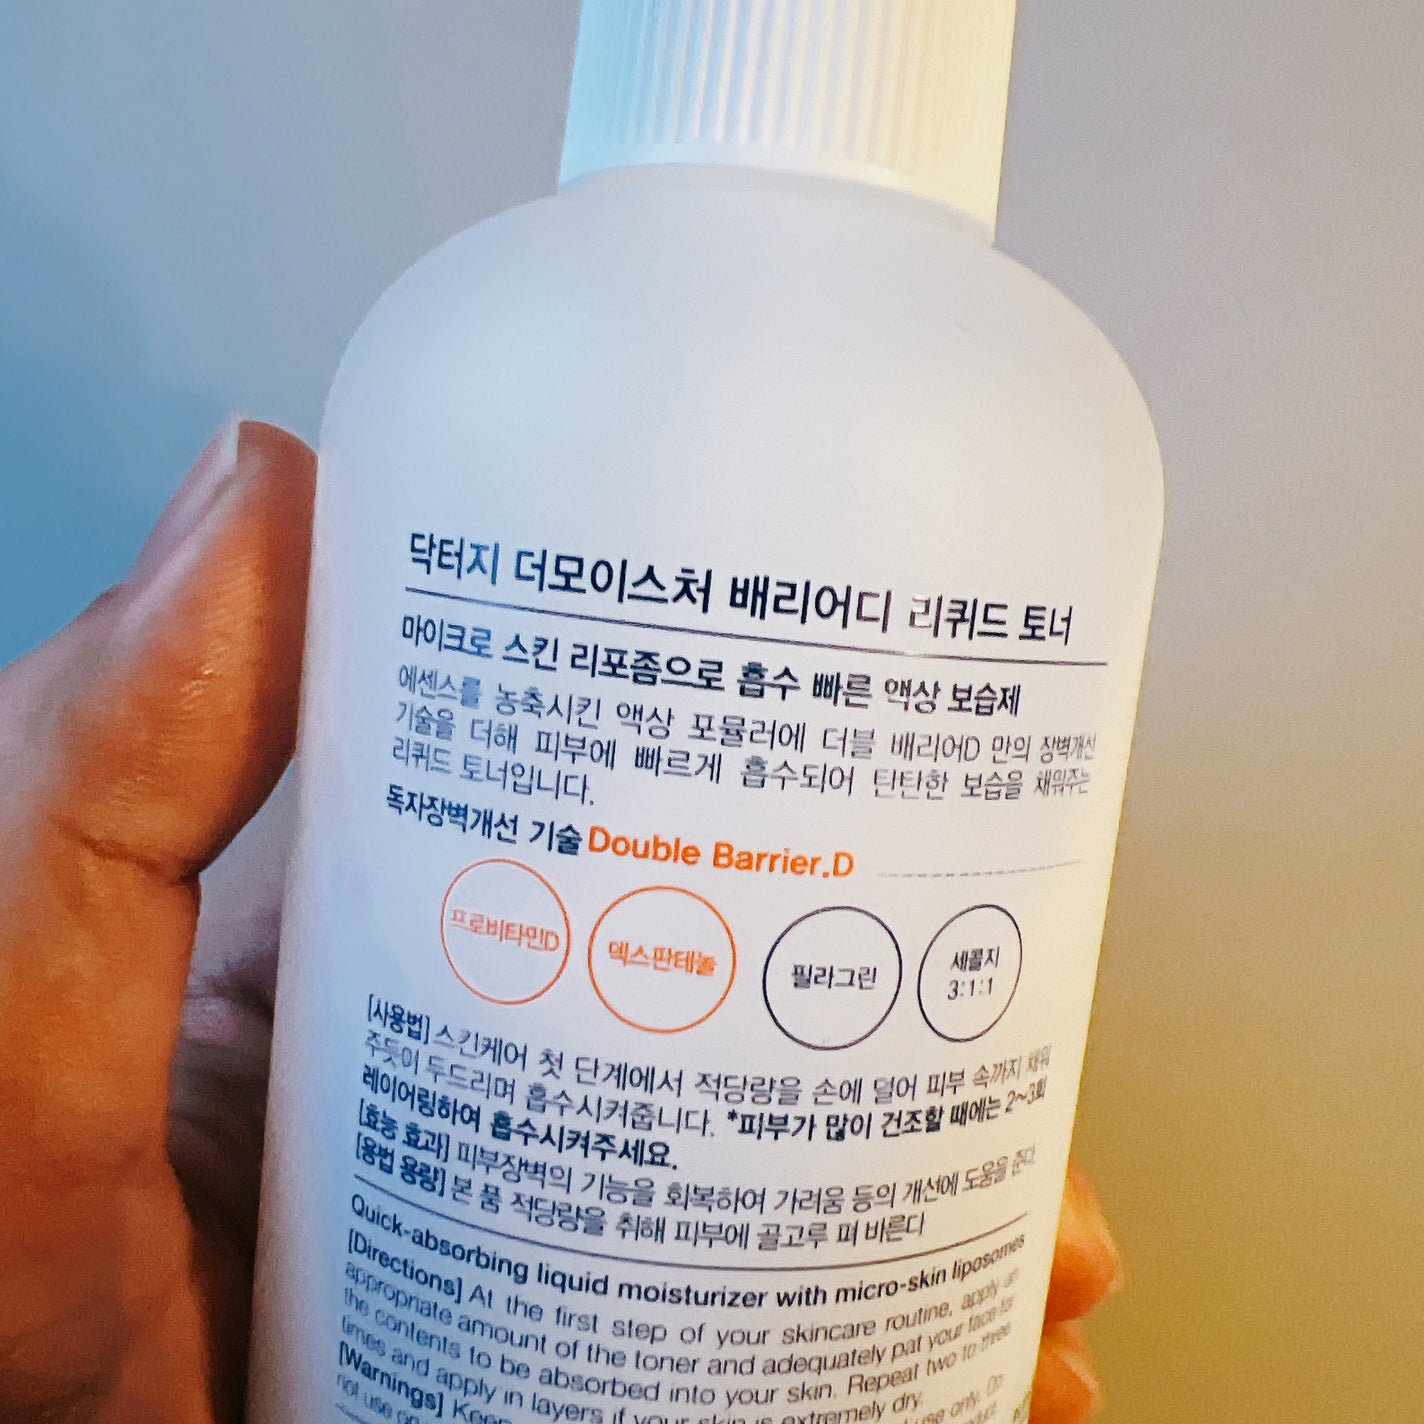 닥터지 더모이스처 배리어디 리퀴드 토너
마이크로 스킨 리포좀으로 흡수 빠른 액상 보습제
에센스를 농축시킨 액상 포뮬러에 더블 배리어D 만의 장벽개선
기술을 더해 피부에 빠르게 흡수되어 탄탄한 보습을 채워주는
리퀴드 토너입니다.
독자장벽개선 기술 Double Barrier.D
프로비타민D
덱스판테놀
필라그린
세콜지
3:1:1
[사용법] 스킨케어 첫 단계에서 적당량을 손에 덜어 피부 속까지 채워
주듯이 두드리며 흡수시켜줍니다. *피부가 많이 건조할 때에는 2~3회
레이어링하여 흡수시켜주세요.
[효능 효과] 피부장벽의 기능을 회복하여 가려움 등의 개선에 도움을 준다.
[용법 용량] 본 품 적당량을 취해 피부에 골고루 펴 바른다
Quick-absorbing liquid moisturizer with micro-skin liposomes
[Directions] At the first step of your skincare routine, apply an
appropriate amount of the toner and adequately pat your face for
the contents to be absorbed into your skin. Repeat two to three
times and apply in layers if your skin is extremely dry.
[Warnings] Keep use only. Do
not use on